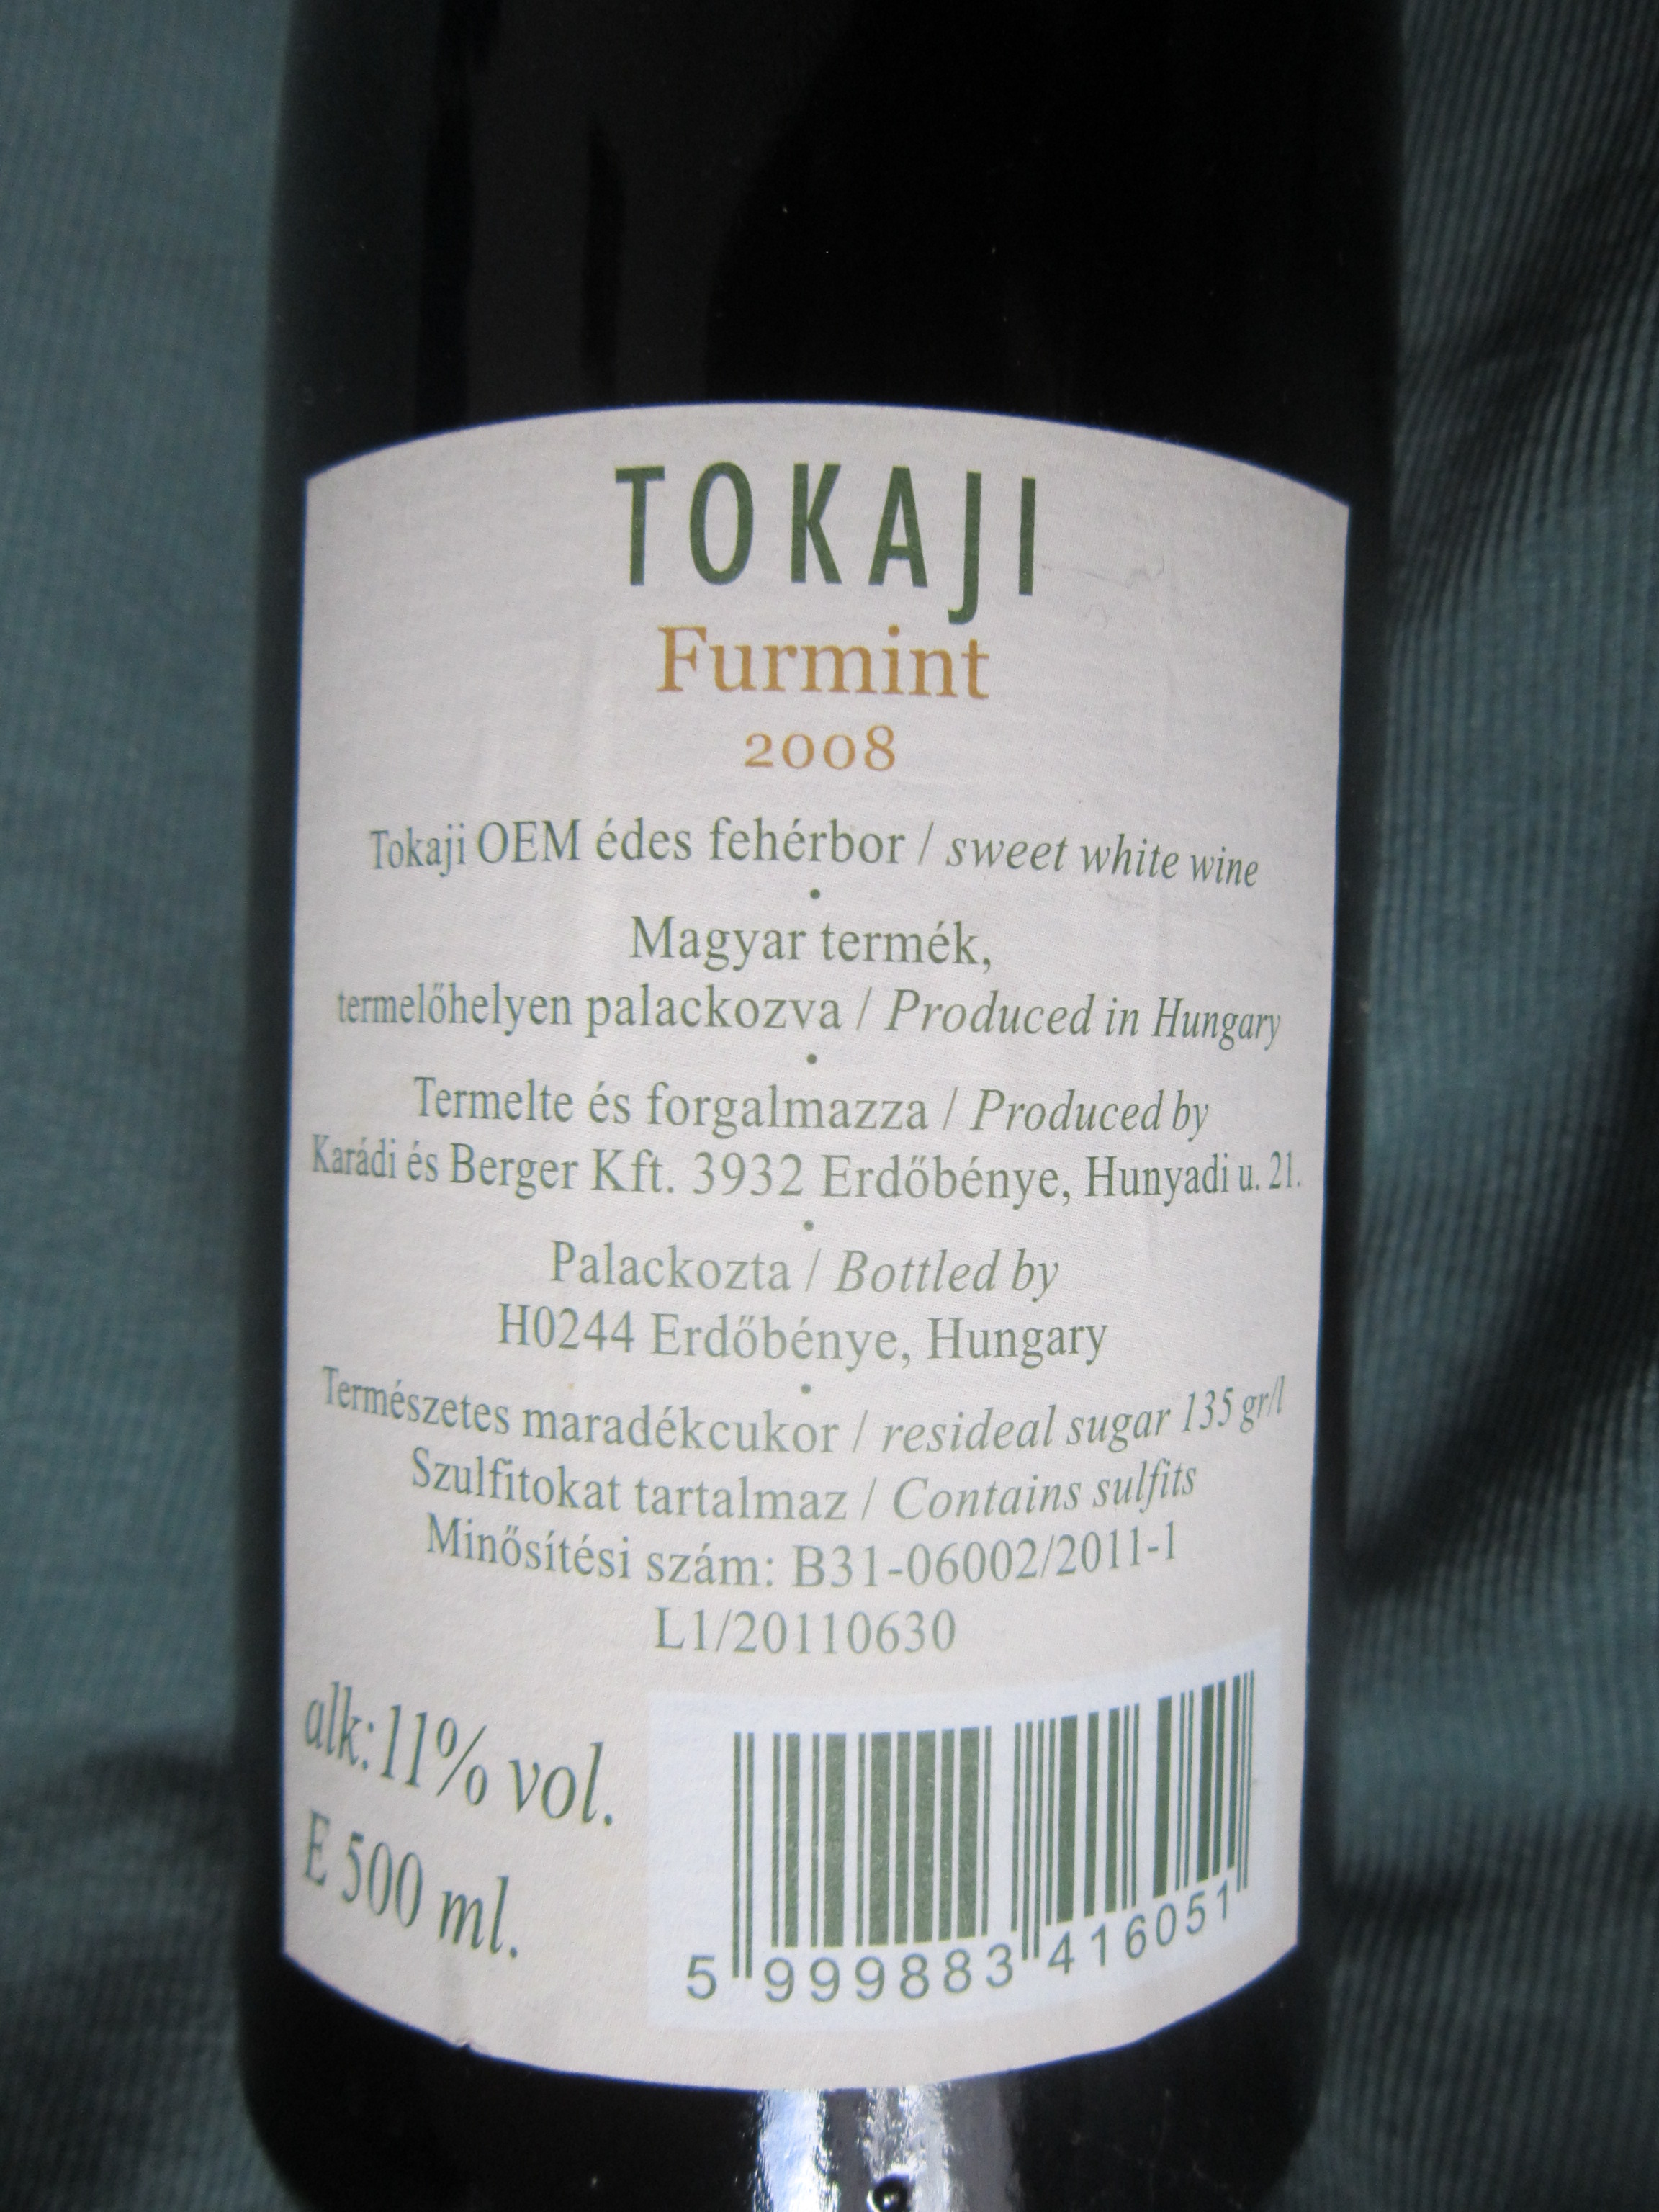 TOKAJI
Furmint
2008
Tokaji OEM édes fehérbor / sweet white wine
•
Magyar termék,
termelőhelyen palackozva / Produced in Hungary
•
Termelte és forgalmazza / Produced by
Karádi és Berger Kft. 3932 Erdőbénye, Hunyadi u. 21.
•
Palackozta / Bottled by
H0244 Erdőbénye, Hungary
•
Természetes maradékcukor / resideal sugar 135 gr/l
Szulfitokat tartalmaz / Contains sulfits
Minősítési szám: B31-06002/2011-1
L1/20110630
alk:11% vol.
E 500 ml.
5 999883 416051